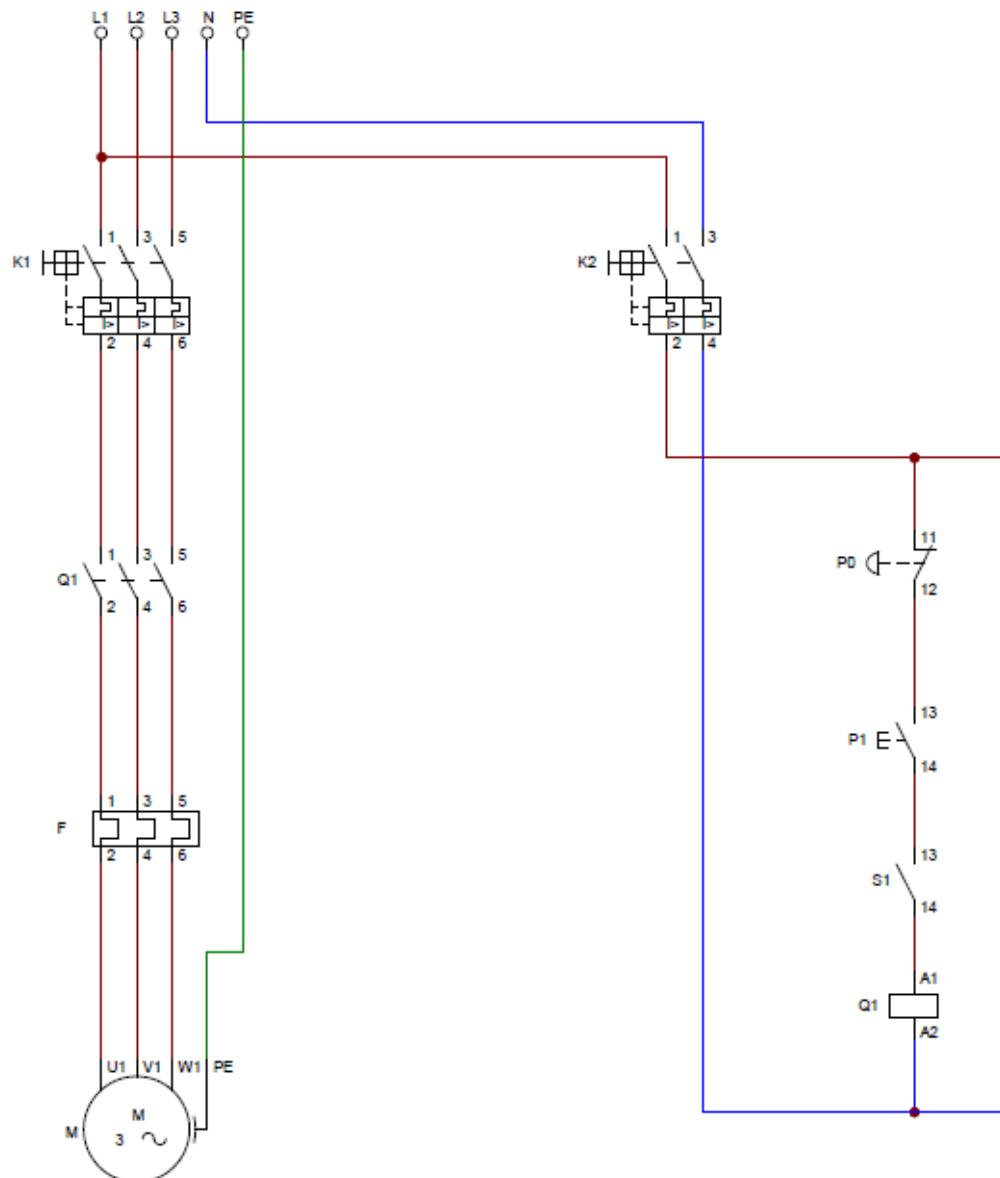 L1 L2 L3 N PE
1 3 5 1 3
K1 K2
I> I> I> I> I>
2 4 6 2 4
11
P0
12
1 3 5
Q1
2 4 6
13
P1
14
1 3 5
F
2 4 6
13
S1
14
A1
Q1
A2
U1 V1 W1 PE
M
M
3